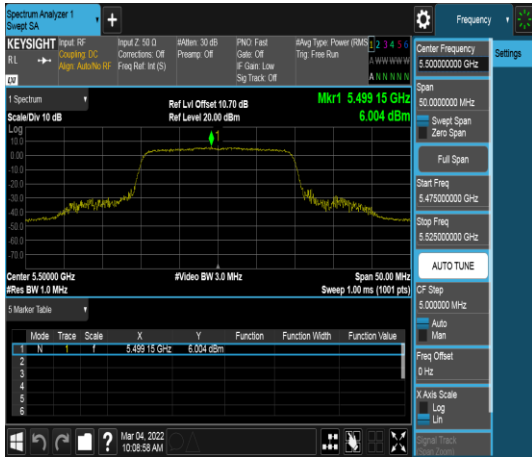 Spectrum Analyzer 1
Swept SA
+
Frequency
KEYSIGHT
RL
Input: RF
Coupling: DC
Align: Auto/No RF
Input Z: 50 Ω
Corrections: Off
Freq Ref: Int (S)
#Atten: 30 dB
Preamp: Off
PNO: Fast
Gate: Off
IF Gain: Low
Sig Track: Off
#Avg Type: Power (RMS
Trig: Free Run
1 2 3 4 5 6
A WW WW W
A N N N N N
LXI
1 Spectrum
Scale/Div 10 dB
Ref Lvl Offset 10.70 dB
Ref Level 20.00 dBm
Mkr1 5.499 15 GHz
6.004 dBm
Log
10.0
0.00
-10.0
-20.0
-30.0
-40.0
-50.0
-60.0
-70.0
1
Center 5.50000 GHz
#Res BW 1.0 MHz
#Video BW 3.0 MHz
Span 50.00 MHz
Sweep 1.00 ms (1001 pts)
5 Marker Table
Mode Trace Scale X Y Function Function Width Function Value
1 N 1 f 5.499 15 GHz 6.004 dBm
2
3
4
5
6
Mar 04, 2022
10:08:58 AM
?
Center Frequency
5.500000000 GHz
Settings
Span
50.0000000 MHz
Swept Span
Zero Span
Full Span
Start Freq
5.475000000 GHz
Stop Freq
5.525000000 GHz
AUTO TUNE
CF Step
5.000000 MHz
Auto
Man
Freq Offset
0 Hz
X Axis Scale
Log
Lin
Signal Track
(Span Zoom)